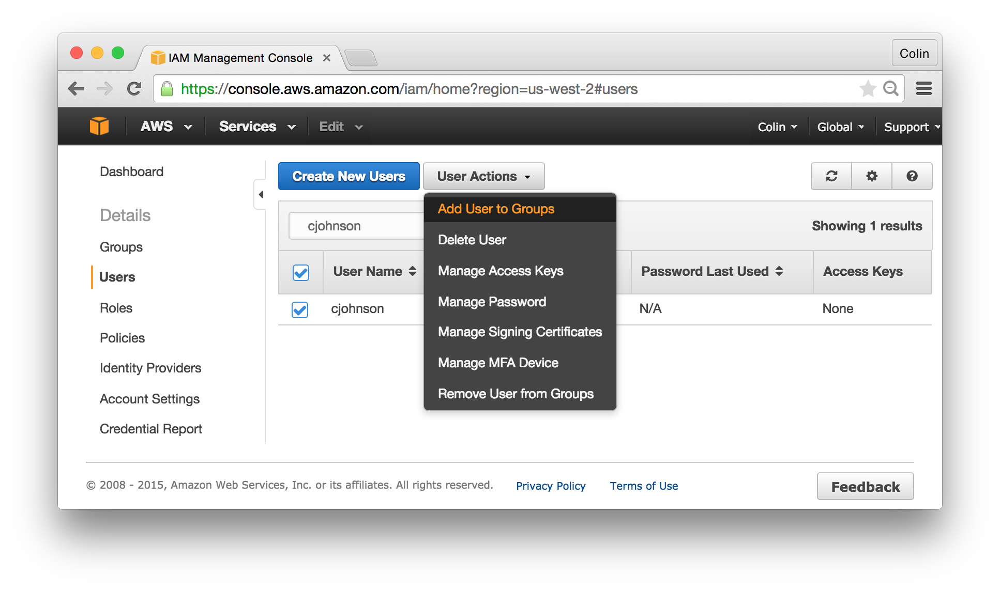 IAM Management Console
Colin
https://console.aws.amazon.com/iam/home?region=us-west-2#users
AWS Services Edit Colin Global Support
Dashboard
Details
Groups
Users
Roles
Policies
Identity Providers
Account Settings
Credential Report
Create New Users User Actions
Add User to Groups
Delete User
Manage Access Keys
Manage Password
Manage Signing Certificates
Manage MFA Device
Remove User from Groups
cjohnson Showing 1 results
User Name Password Last Used Access Keys
cjohnson N/A None
© 2008 - 2015, Amazon Web Services, Inc. or its affiliates. All rights reserved. Privacy Policy Terms of Use Feedback